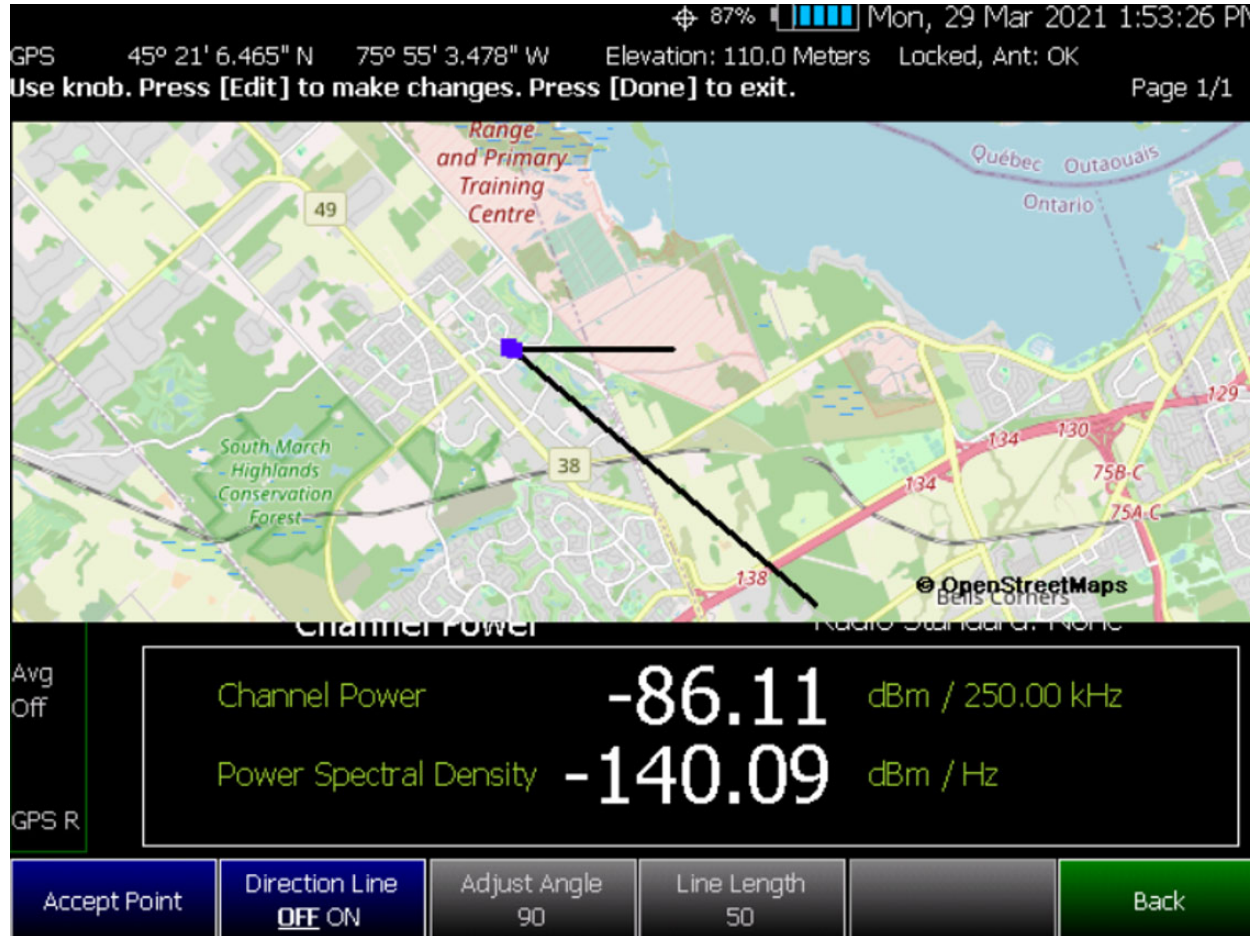 87% Mon, 29 Mar 2021 1:53:26 PM
GPS 45° 21' 6.465" N 75° 55' 3.478" W Elevation: 110.0 Meters Locked, Ant: OK
Use knob. Press [Edit] to make changes. Press [Done] to exit. Page 1/1
Range
and Primary
Training
Centre
Québec Outaouais
Ontario
49
129
134 130
38
75B-C
134
75A-C
South March
Highlands
Conservation
Forest
138
© OpenStreetMaps
Bells Corners
Channel Power Radio Standard: None
Avg
Off
Channel Power -86.11 dBm / 250.00 kHz
Power Spectral Density -140.09 dBm / Hz
GPS R
Accept Point
Direction Line
OFF ON
Adjust Angle
90
Line Length
50
Back